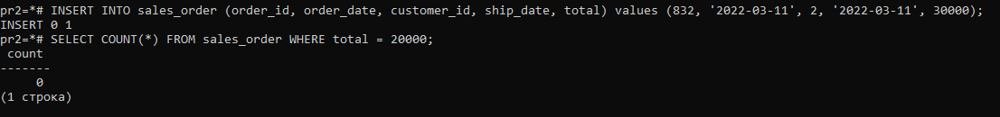 pr2=*# INSERT INTO sales_order (order_id, order_date, customer_id, ship_date, total) values (832, '2022-03-11', 2, '2022-03-11', 30000);
INSERT 0 1
pr2=*# SELECT COUNT(*) FROM sales_order WHERE total = 20000;
count
-------
0
(1 строка)